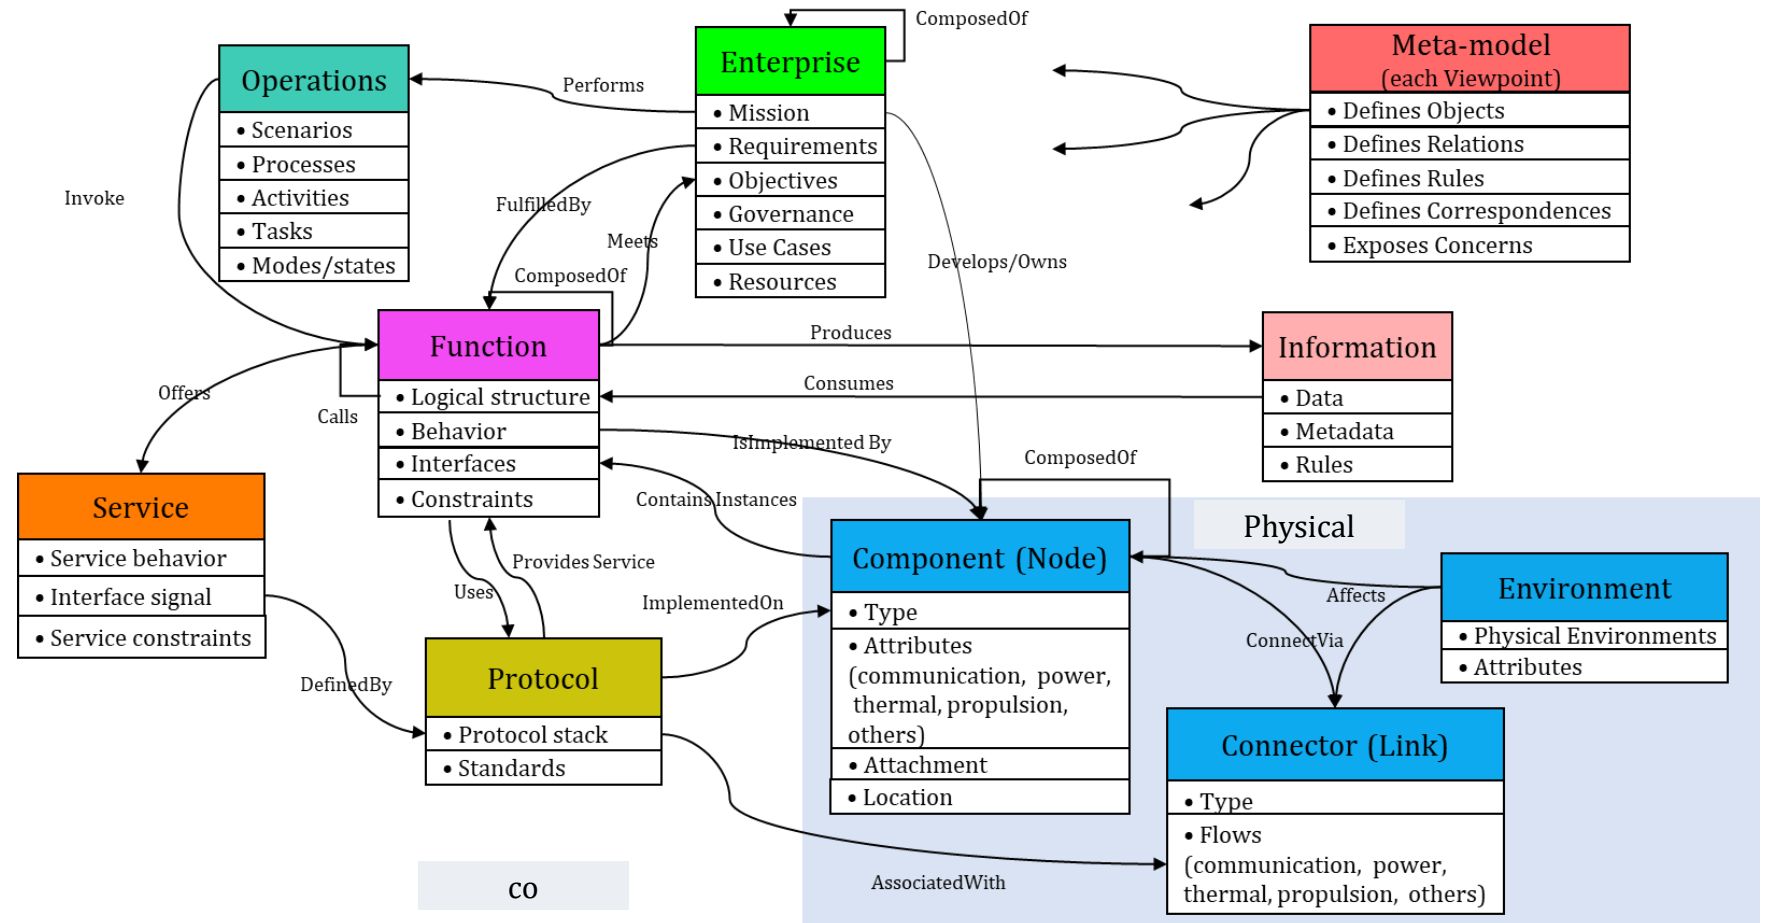 ComposedOf
Operations
• Scenarios
• Processes
• Activities
• Tasks
• Modes/states
Performs
Enterprise
• Mission
• Requirements
• Objectives
• Governance
• Use Cases
• Resources
Meta-model
(each Viewpoint)
• Defines Objects
• Defines Relations
• Defines Rules
• Defines Correspondences
• Exposes Concerns
Invoke
FulfilledBy
Meets
ComposedOf
Develops/Owns
Function
• Logical structure
• Behavior
• Interfaces
• Constraints
Produces
Consumes
Information
• Data
• Metadata
• Rules
Offers
Calls
IsImplemented By
Contains Instances
ComposedOf
Service
• Service behavior
• Interface signal
• Service constraints
Uses
Provides Service
DefinedBy
ImplementedOn
Protocol
• Protocol stack
• Standards
Physical
Component (Node)
• Type
• Attributes
(communication, power,
thermal, propulsion,
others)
• Attachment
• Location
Affects
ConnectVia
Environment
• Physical Environments
• Attributes
Connector (Link)
• Type
• Flows
(communication, power,
thermal, propulsion, others)
AssociatedWith
co